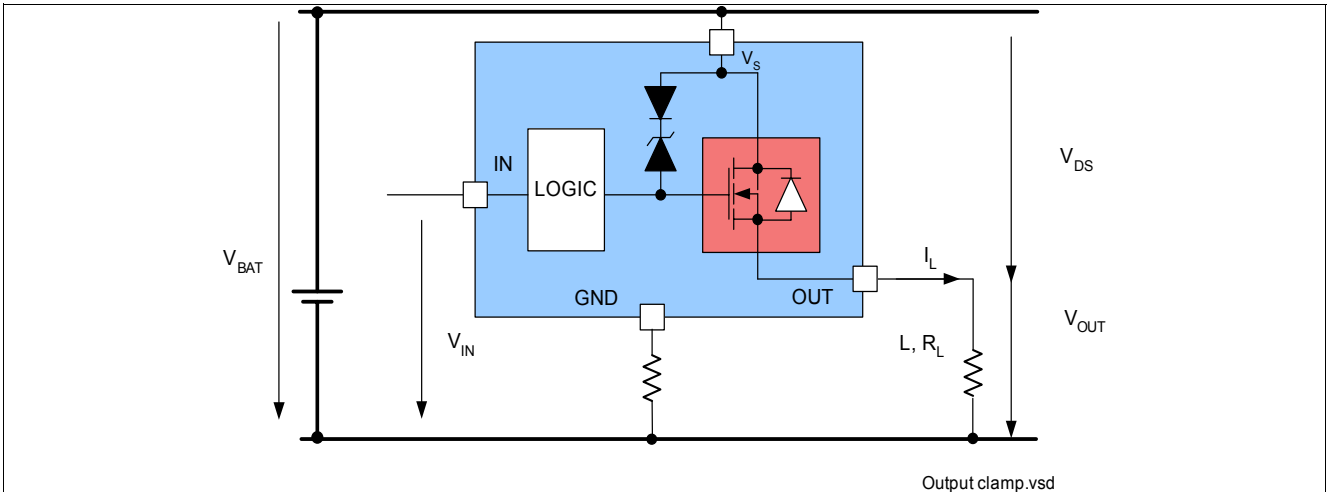 V_S
IN
LOGIC
V_DS
V_BAT
I_L
GND
OUT
V_OUT
V_IN
L, R_L
Output clamp.vsd